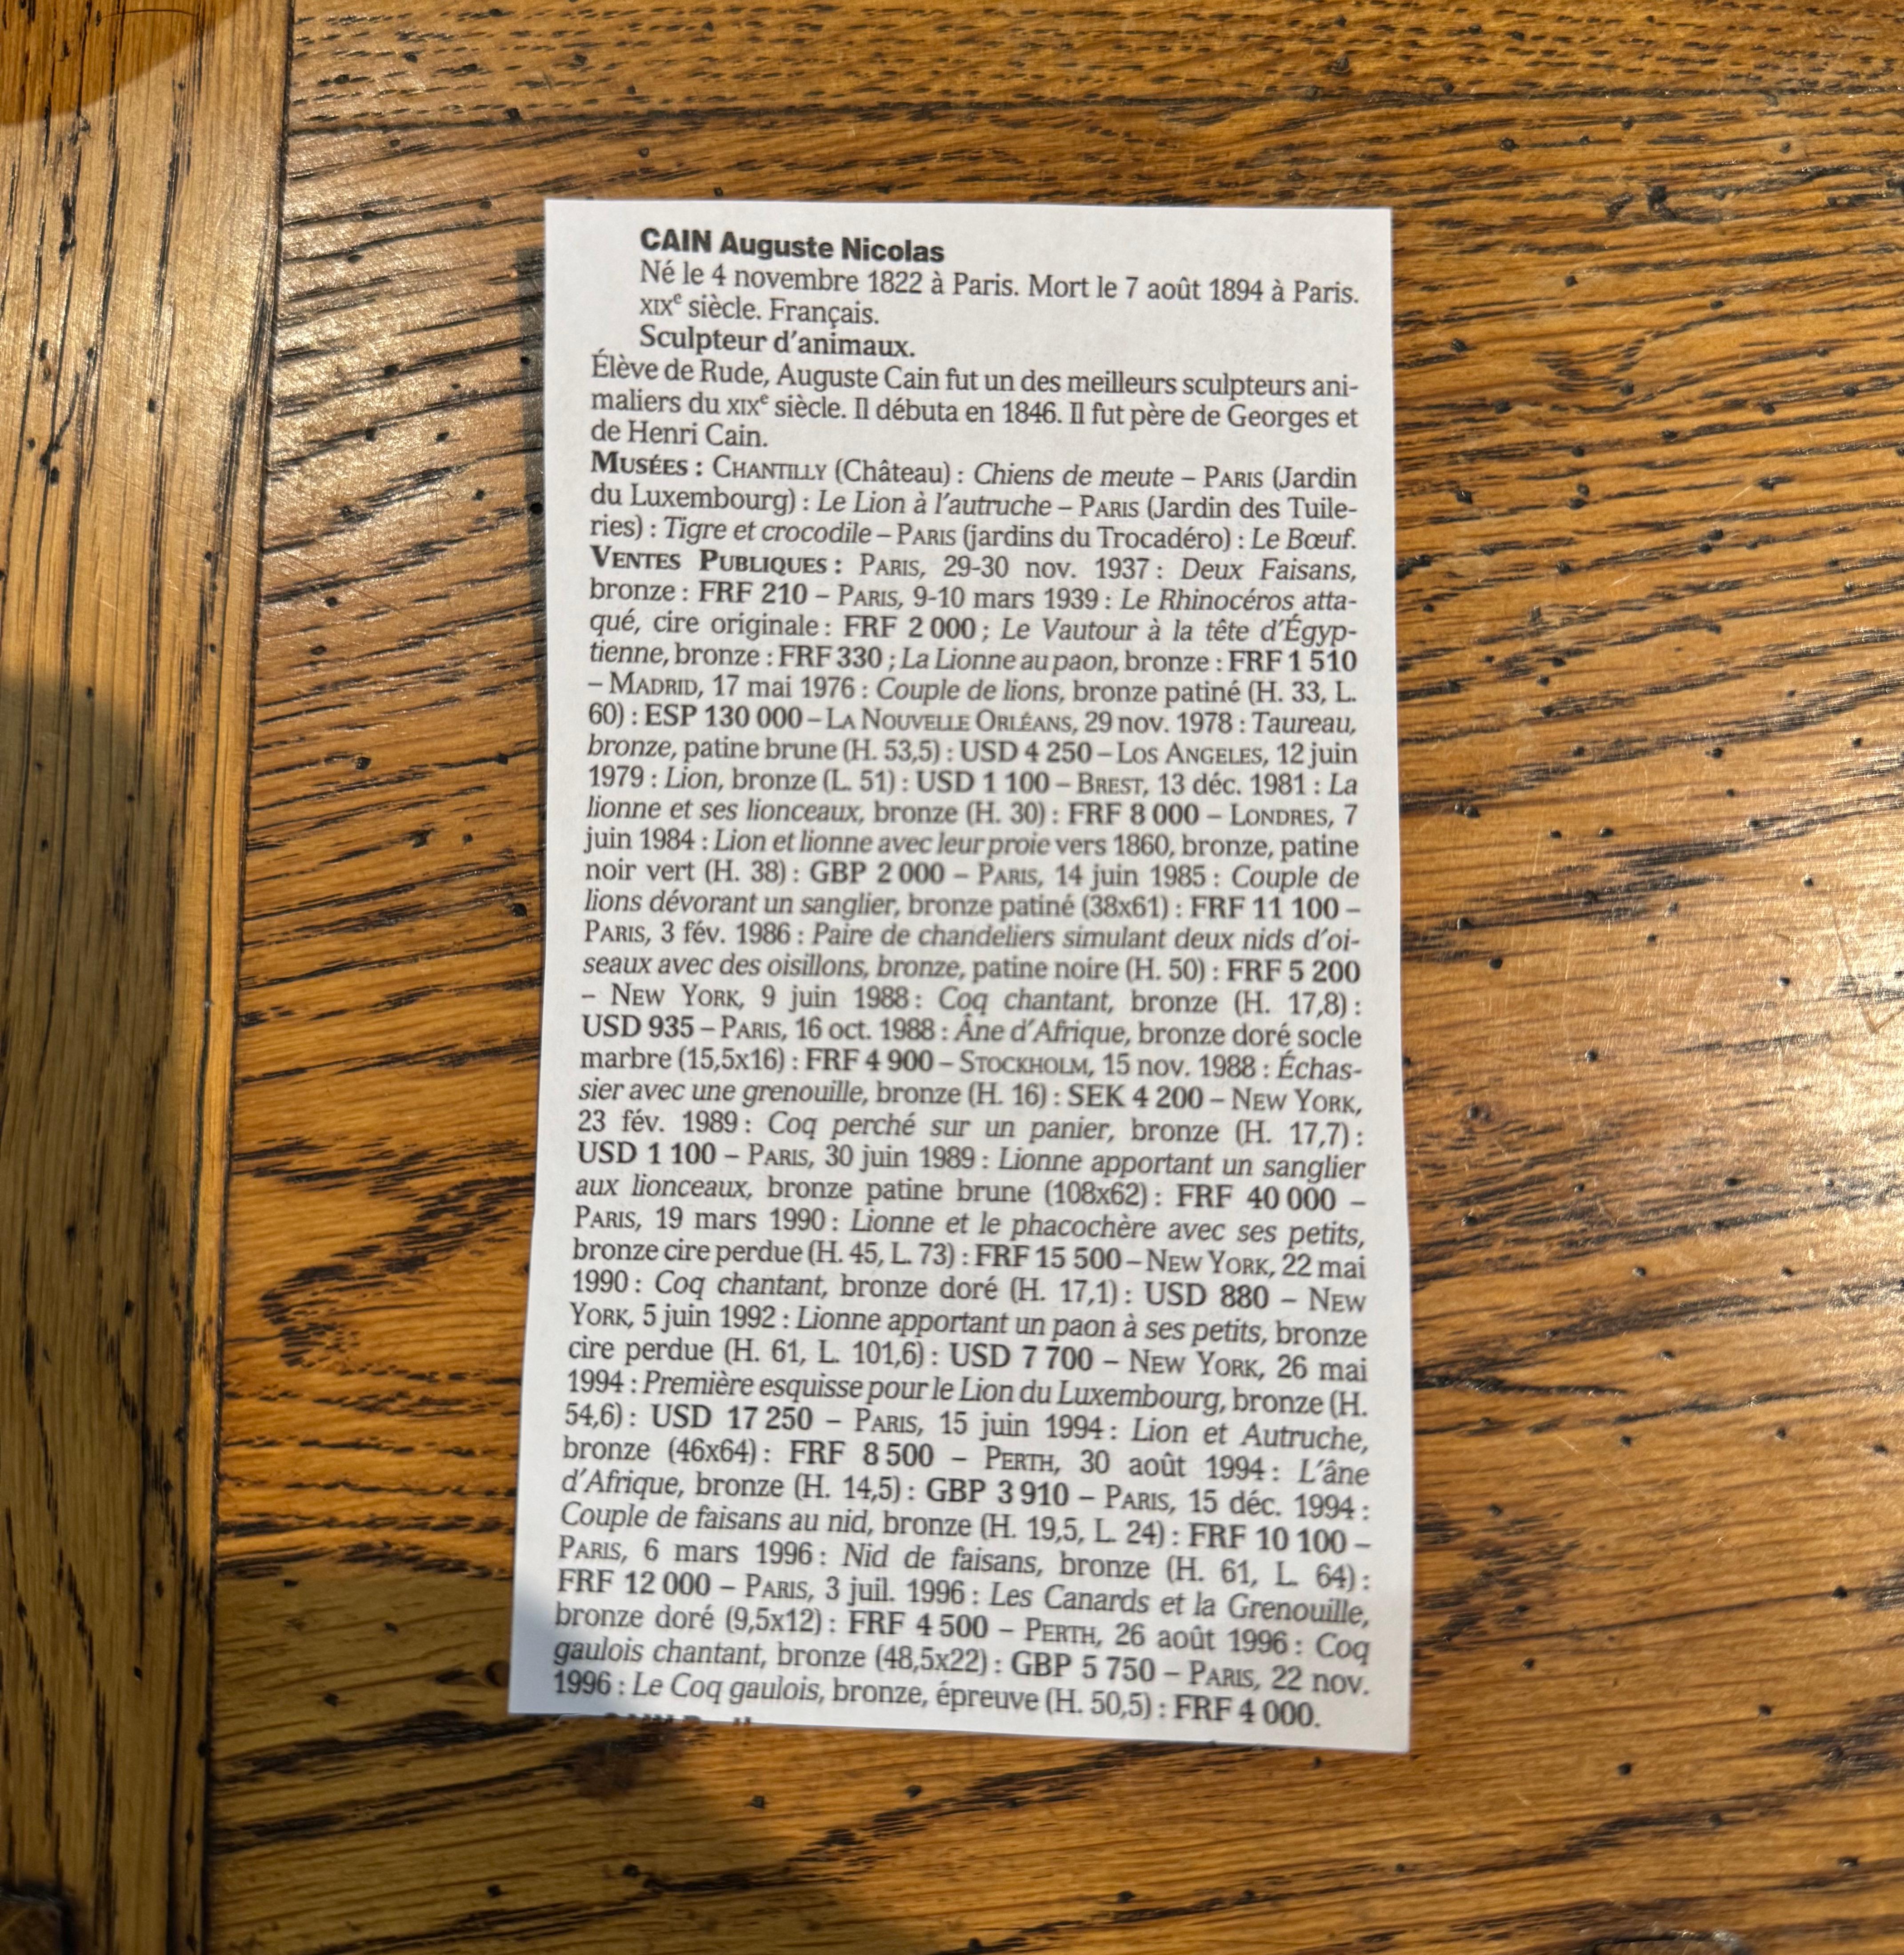 CAIN Auguste Nicolas
Né le 4 novembre 1822 à Paris. Mort le 7 août 1894 à Paris.
XIXe siècle. Français.
Sculpteur d'animaux.
Élève de Rude, Auguste Cain fut un des meilleurs sculpteurs ani-
maliers du XIXe siècle. Il débuta en 1846. Il fut père de Georges et
de Henri Cain.
MUSÉES : CHANTILLY (Château) : Chiens de meute – PARIS (Jardin
du Luxembourg) : Le Lion à l'autruche – PARIS (Jardin des Tuile-
ries) : Tigre et crocodile – PARIS (jardins du Trocadéro) : Le Bœuf.
VENTES PUBLIQUES : PARIS, 29-30 nov. 1937 : Deux Faisans,
bronze : FRF 210 – PARIS, 9-10 mars 1939 : Le Rhinocéros atta-
qué, cire originale : FRF 2 000 ; Le Vautour à la tête d'Égyp-
tienne, bronze : FRF 330 ; La Lionne au paon, bronze : FRF 1 510
– MADRID, 17 mai 1976 : Couple de lions, bronze patiné (H. 33, L.
60) : ESP 130 000 – LA NOUVELLE ORLÉANS, 29 nov. 1978 : Taureau,
bronze, patine brune (H. 53,5) : USD 4 250 – LOS ANGELES, 12 juin
1979 : Lion, bronze (L. 51) : USD 1 100 – BREST, 13 déc. 1981 : La
lionne et ses lionceaux, bronze (H. 30) : FRF 8 000 – LONDRES, 7
juin 1984 : Lion et lionne avec leur proie vers 1860, bronze, patine
noir vert (H. 38) : GBP 2 000 – PARIS, 14 juin 1985 : Couple de
lions dévorant un sanglier, bronze patiné (38x61) : FRF 11 100 –
PARIS, 3 fév. 1986 : Paire de chandeliers simulant deux nids d'oi-
seaux avec des oisillons, bronze, patine noire (H. 50) : FRF 5 200
– NEW YORK, 9 juin 1988 : Coq chantant, bronze (H. 17,8) :
USD 935 – PARIS, 16 oct. 1988 : Âne d'Afrique, bronze doré socle
marbre (15,5x16) : FRF 4 900 – STOCKHOLM, 15 nov. 1988 : Échas-
sier avec une grenouille, bronze (H. 16) : SEK 4 200 – NEW YORK,
23 fév. 1989 : Coq perché sur un panier, bronze (H. 17,7) :
USD 1 100 – PARIS, 30 juin 1989 : Lionne apportant un sanglier
aux lionceaux, bronze patine brune (108x62) : FRF 40 000 –
PARIS, 19 mars 1990 : Lionne et le phacochère avec ses petits,
bronze cire perdue (H. 45, L. 73) : FRF 15 500 – NEW YORK, 22 mai
1990 : Coq chantant, bronze doré (H. 17,1) : USD 880 – NEW
YORK, 5 juin 1992 : Lionne apportant un paon à ses petits, bronze
cire perdue (H. 61, L. 101,6) : USD 7 700 – NEW YORK, 26 mai
1994 : Première esquisse pour le Lion du Luxembourg, bronze (H.
54,6) : USD 17 250 – PARIS, 15 juin 1994 : Lion et Autruche,
bronze (46x64) : FRF 8 500 – PERTH, 30 août 1994 : L'âne
d'Afrique, bronze (H. 14,5) : GBP 3 910 – PARIS, 15 déc. 1994 :
Couple de faisans au nid, bronze (H. 19,5, L. 24) : FRF 10 100 –
PARIS, 6 mars 1996 : Nid de faisans, bronze (H. 61, L. 64) :
FRF 12 000 – PARIS, 3 juil. 1996 : Les Canards et la Grenouille,
bronze doré (9,5x12) : FRF 4 500 – PERTH, 26 août 1996 : Coq
gaulois chantant, bronze (48,5x22) : GBP 5 750 – PARIS, 22 nov.
1996 : Le Coq gaulois, bronze, épreuve (H. 50,5) : FRF 4 000.